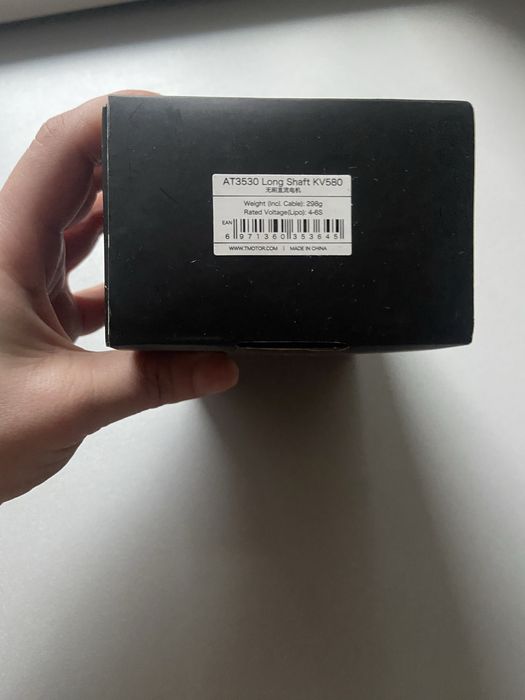 AT3530 Long Shaft KV580
无刷直流电机
Weight (Incl. Cable): 298g
Rated Voltage(Lipo): 4-6S
EAN
6 971360 353645
WWW.TMOTOR.COM | MADE IN CHINA